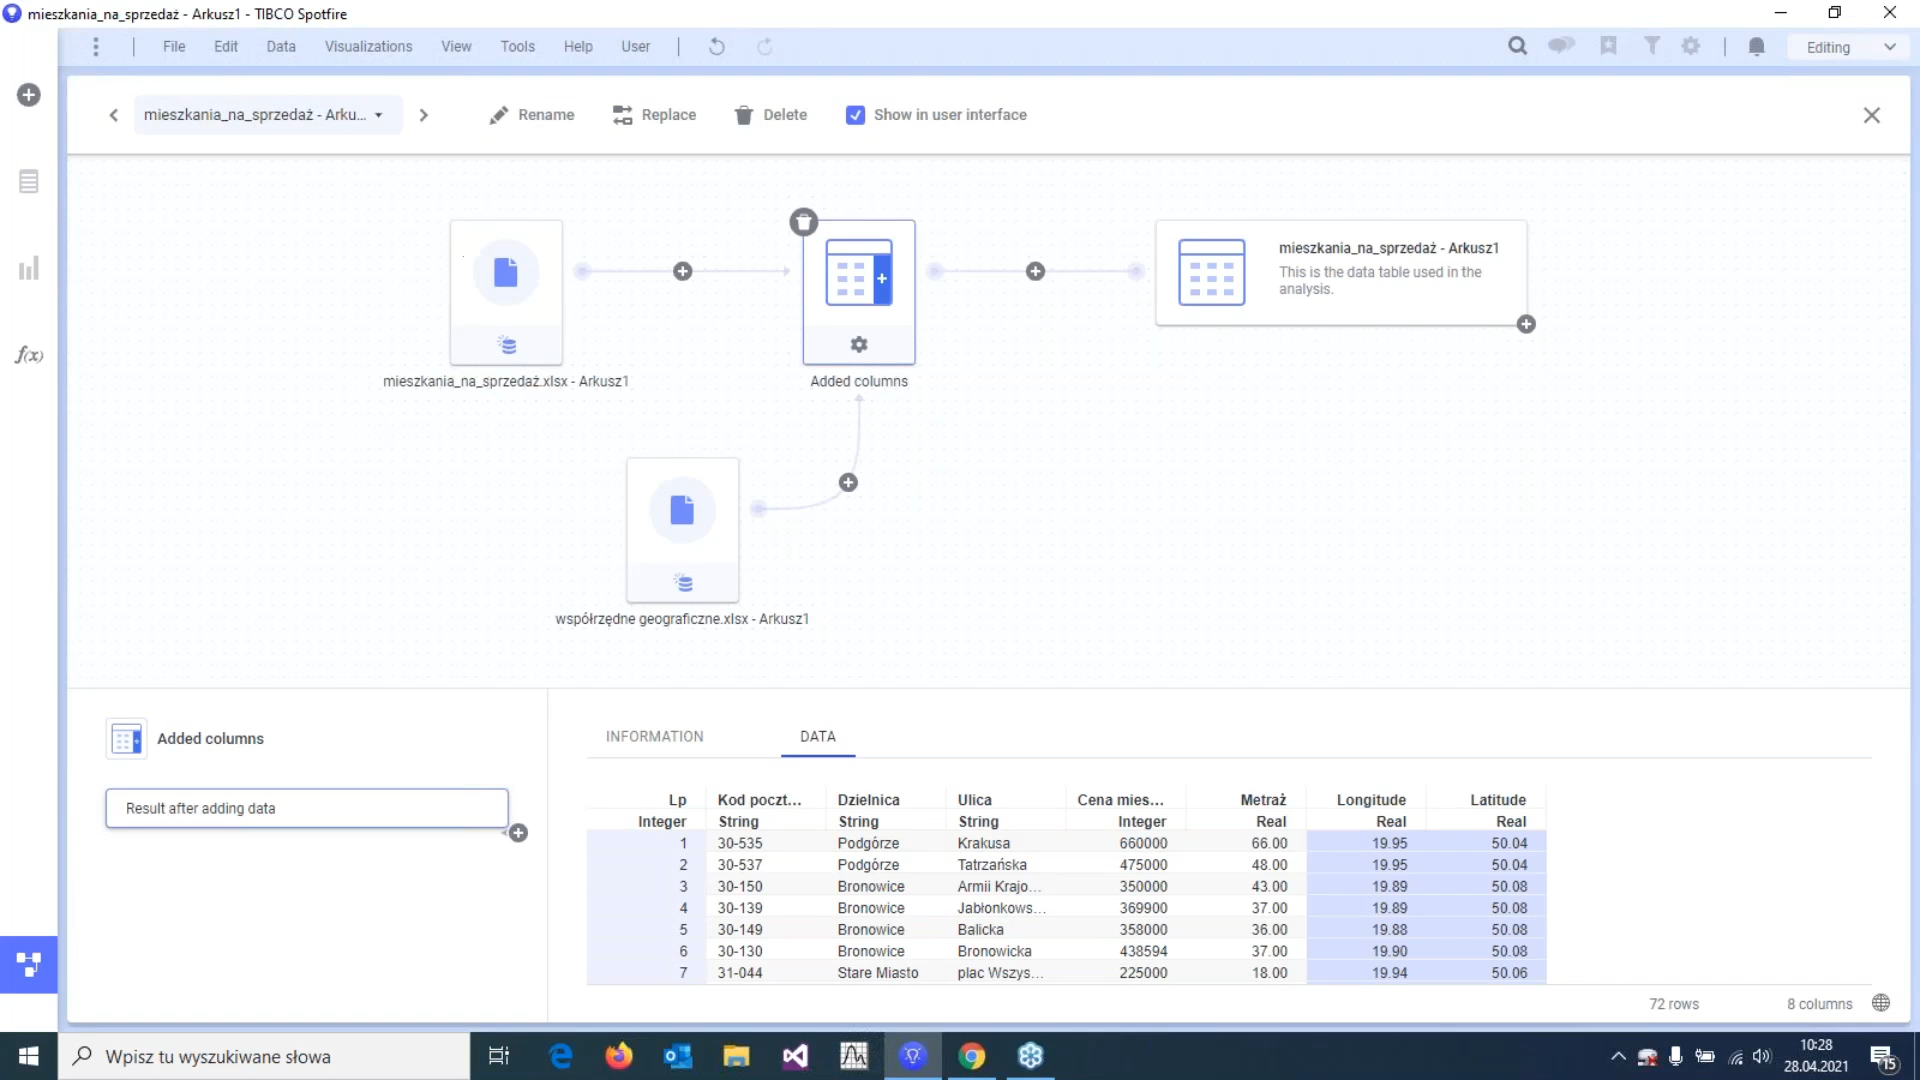 mieszkania_na_sprzedaż - Arkusz1 - TIBCO Spotfire
File Edit Data Visualizations View Tools Help User Editing
mieszkania_na_sprzedaż - Arku... Rename Replace Delete Show in user interface
mieszkania_na_sprzedaż - Arkusz1
This is the data table used in the
analysis.
mieszkania_na_sprzedaż.xlsx - Arkusz1
Added columns
współrzędne geograficzne.xlsx - Arkusz1
f(x)
Added columns
Result after adding data
INFORMATION DATA
Lp Kod poczt... Dzielnica Ulica Cena mies... Metraż Longitude Latitude
Integer String String String Integer Real Real Real
1 30-535 Podgórze Krakusa 660000 66.00 19.95 50.04
2 30-537 Podgórze Tatrzańska 475000 48.00 19.95 50.04
3 30-150 Bronowice Armii Krajo... 350000 43.00 19.89 50.08
4 30-139 Bronowice Jabłonkows... 369900 37.00 19.89 50.08
5 30-149 Bronowice Balicka 358000 36.00 19.88 50.08
6 30-130 Bronowice Bronowicka 438594 37.00 19.90 50.08
7 31-044 Stare Miasto plac Wszys... 225000 18.00 19.94 50.06
72 rows 8 columns
Wpisz tu wyszukiwane słowa
10:28
28.04.2021
15